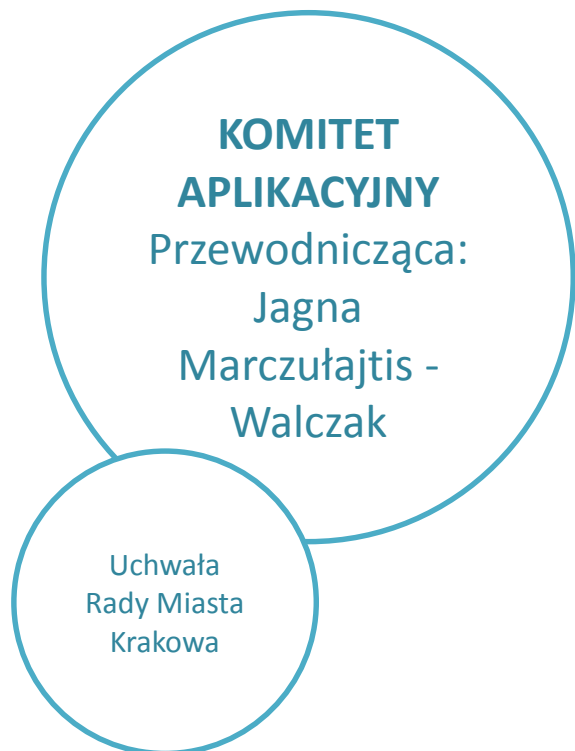 KOMITET
APLIKACYJNY
Przewodnicząca:
Jagna
Marczułajtis -
Walczak
Uchwała
Rady Miasta
Krakowa